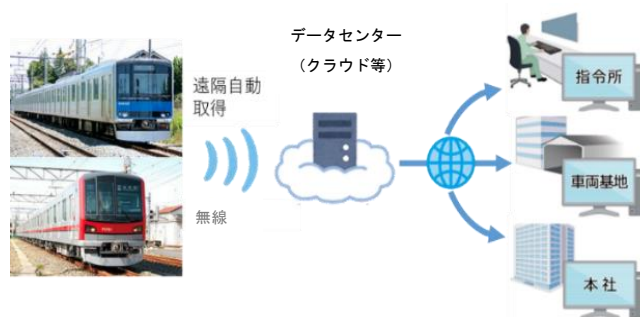 データセンター
（クラウド等）
遠隔自動
取得
無線
指令所
車両基地
本社